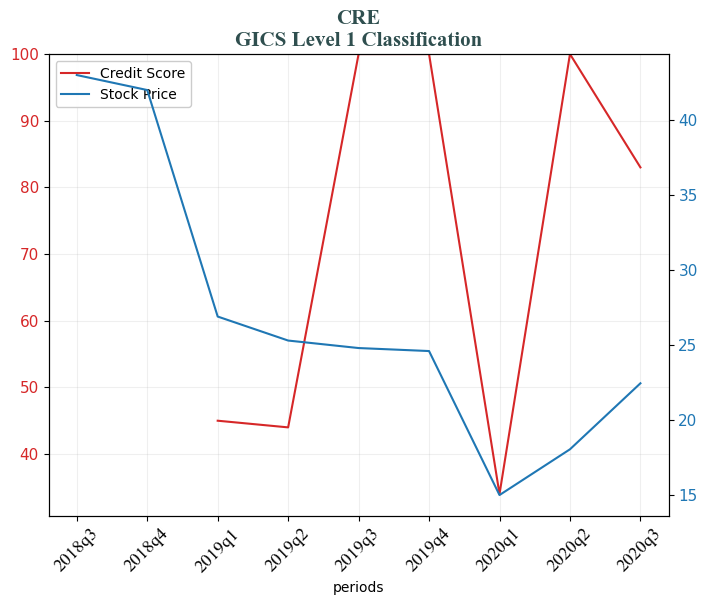 CRE
GICS Level 1 Classification
Credit Score
Stock Price
100
90
80
70
60
50
40
40
35
30
25
20
15
2018q3
2018q4
2019q1
2019q2
2019q3
2019q4
2020q1
2020q2
2020q3
periods